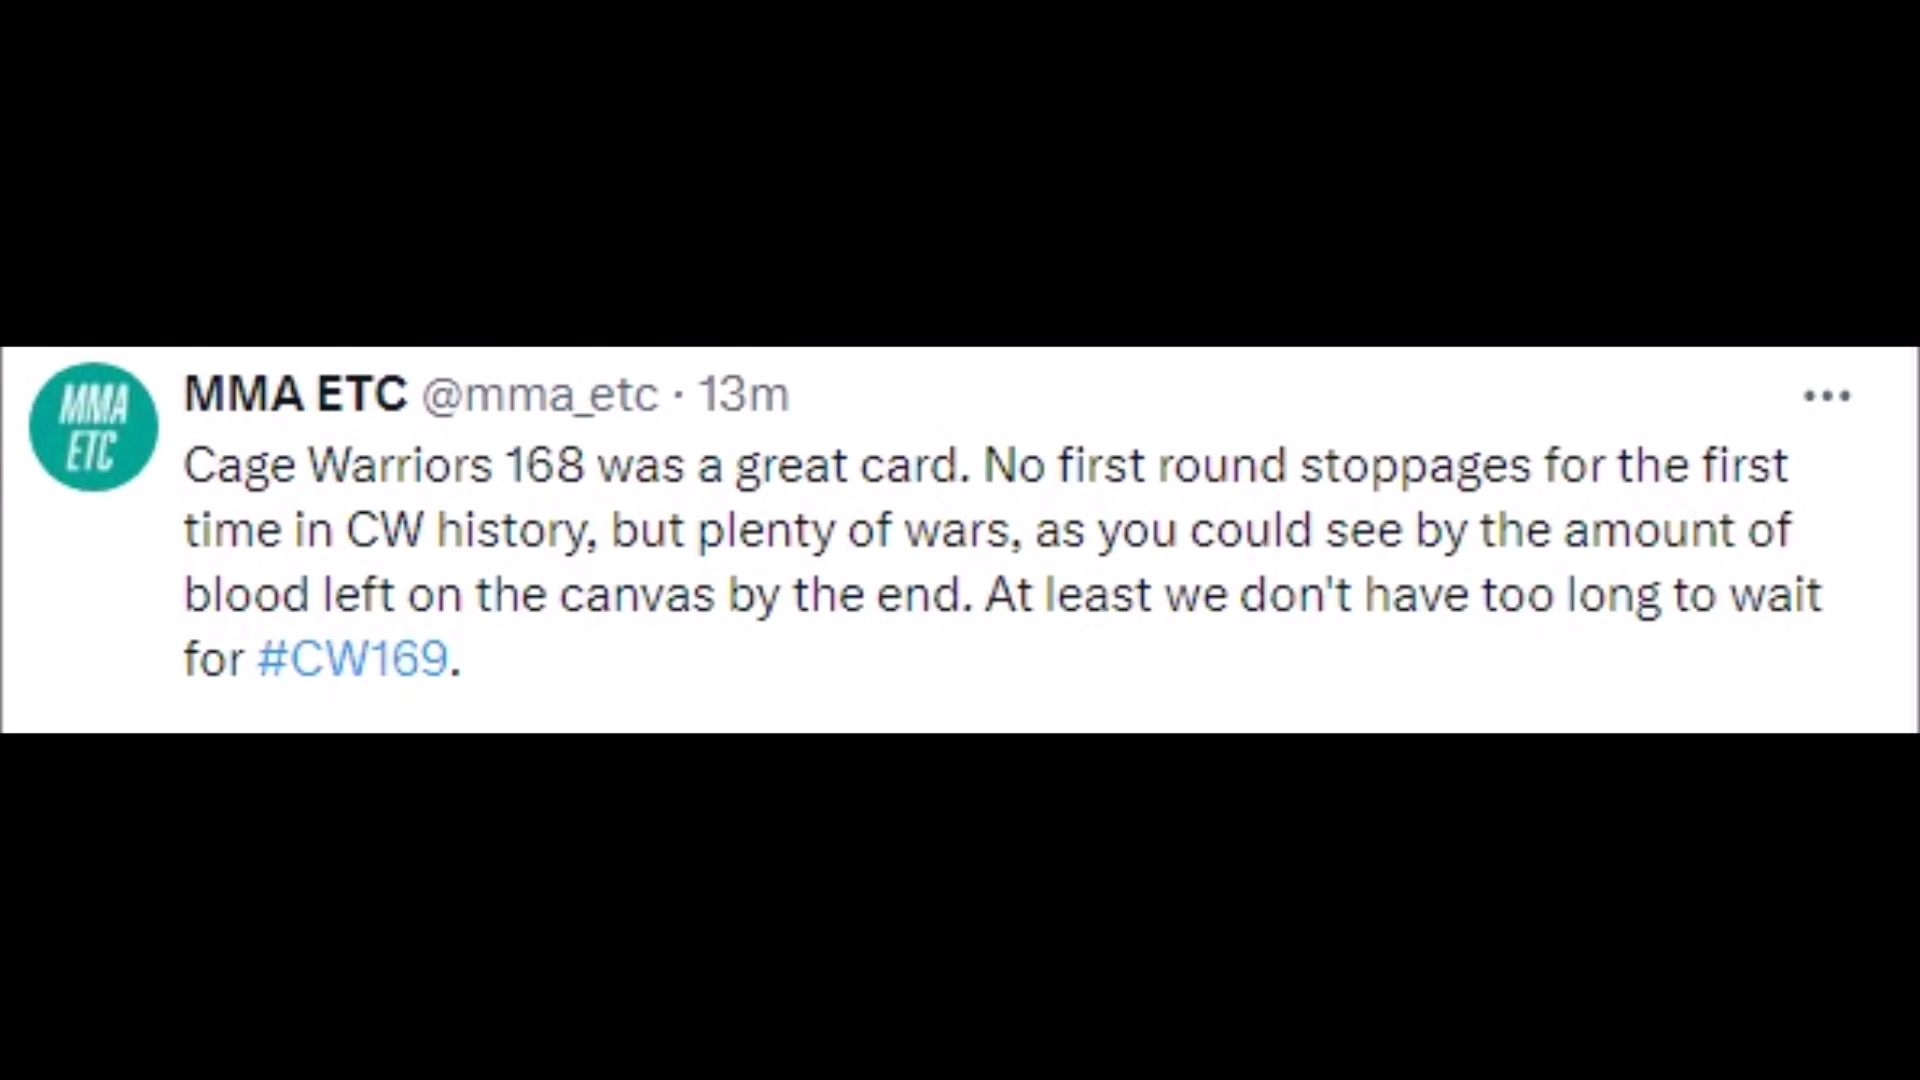 MMA
ETC
MMA ETC @mma_etc · 13m
Cage Warriors 168 was a great card. No first round stoppages for the first
time in CW history, but plenty of wars, as you could see by the amount of
blood left on the canvas by the end. At least we don't have too long to wait
for #CW169.